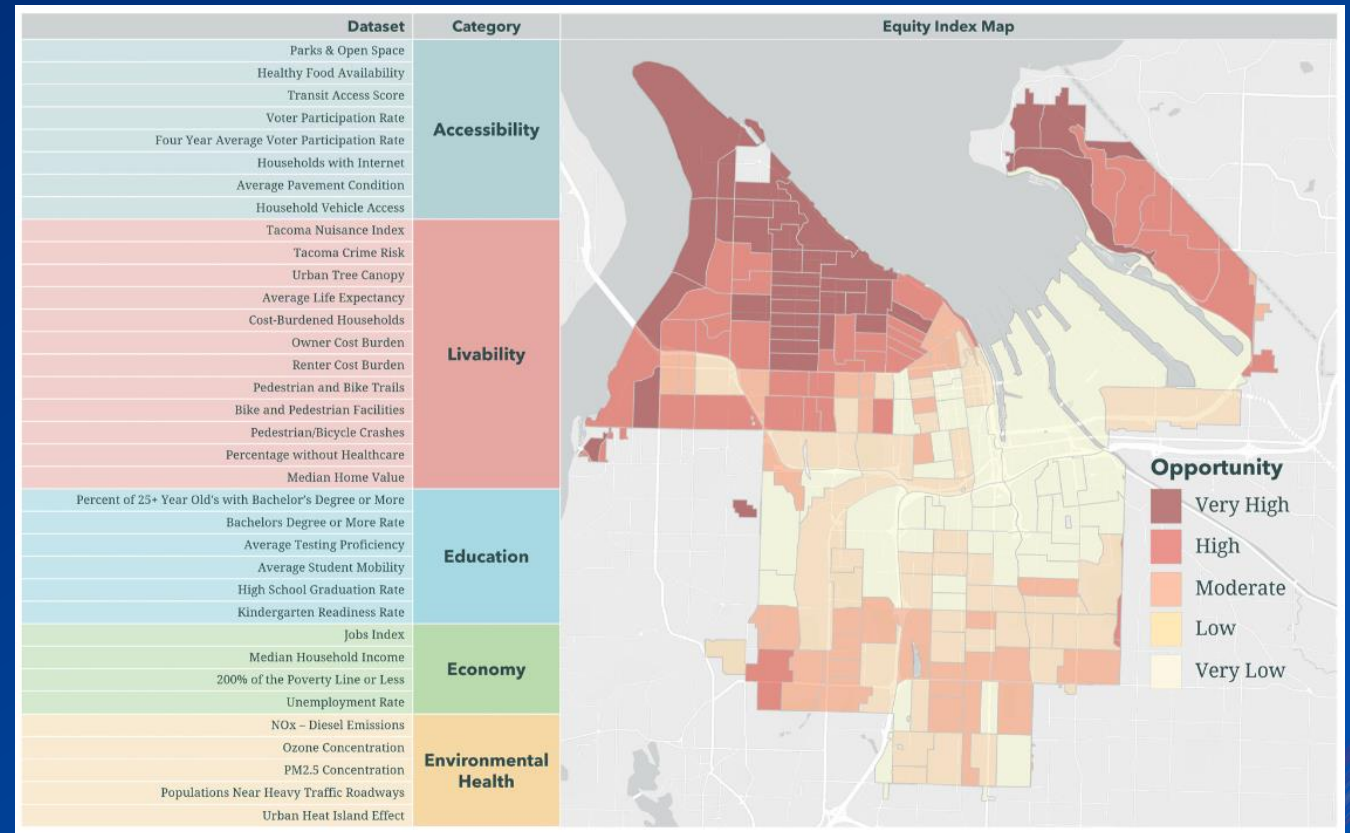 Dataset Category Equity Index Map
Parks & Open Space
Healthy Food Availability
Transit Access Score
Voter Participation Rate
Four Year Average Voter Participation Rate
Households with Internet
Average Pavement Condition
Household Vehicle Access
Accessibility
Tacoma Nuisance Index
Tacoma Crime Risk
Urban Tree Canopy
Average Life Expectancy
Cost-Burdened Households
Owner Cost Burden
Renter Cost Burden
Pedestrian and Bike Trails
Bike and Pedestrian Facilities
Pedestrian/Bicycle Crashes
Percentage without Healthcare
Median Home Value
Livability
Percent of 25+ Year Old's with Bachelor's Degree or More
Bachelors Degree or More Rate
Average Testing Proficiency
Average Student Mobility
High School Graduation Rate
Kindergarten Readiness Rate
Education
Jobs Index
Median Household Income
200% of the Poverty Line or Less
Unemployment Rate
Economy
NOx – Diesel Emissions
Ozone Concentration
PM2.5 Concentration
Populations Near Heavy Traffic Roadways
Urban Heat Island Effect
Environmental
Health
Opportunity
Very High
High
Moderate
Low
Very Low